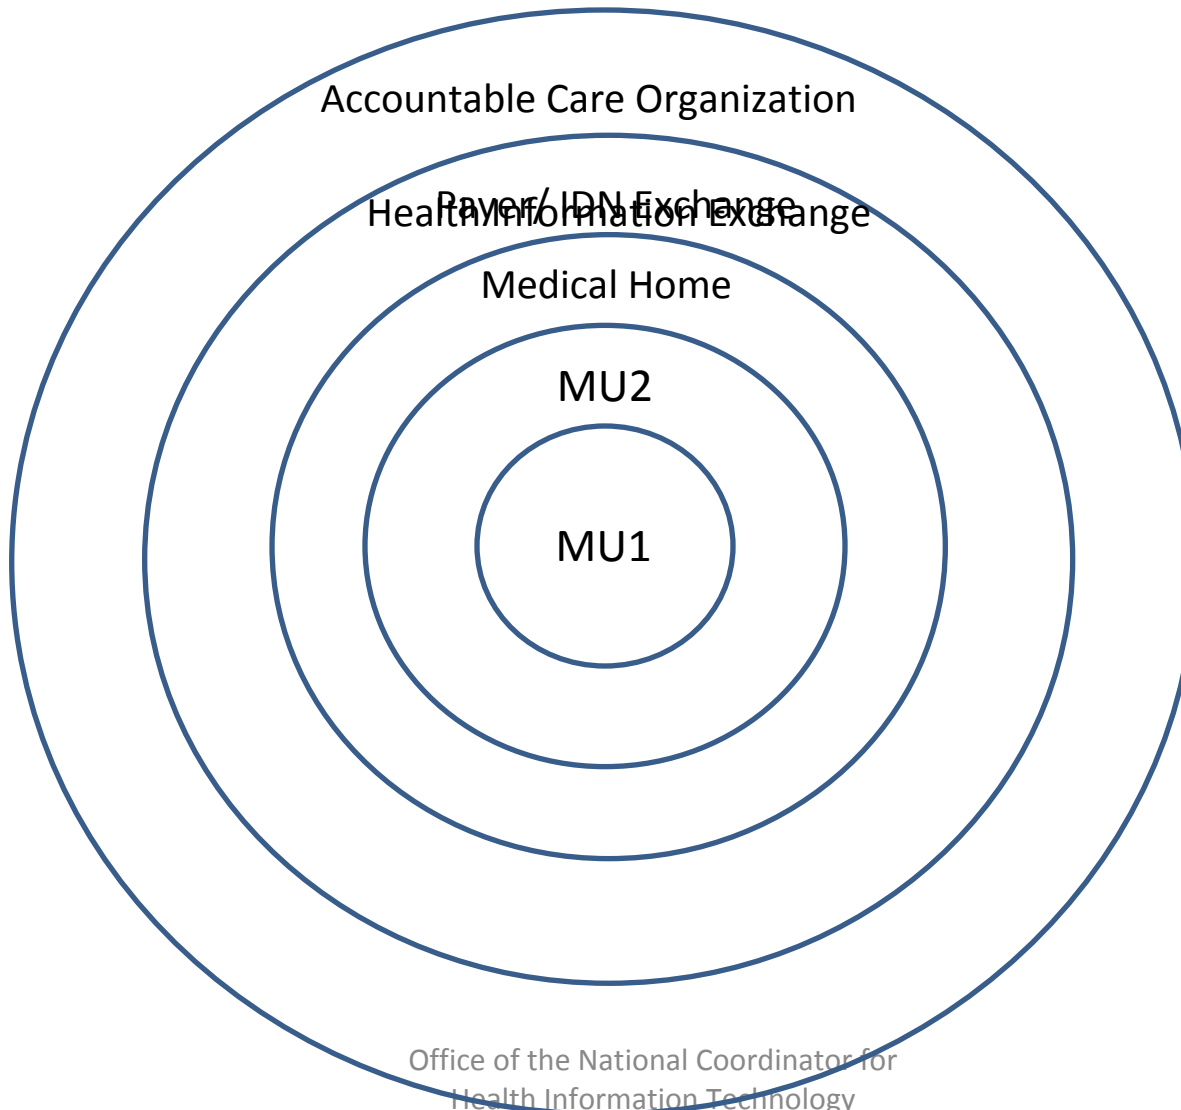 Accountable Care Organization
Payer/ IDN Exchange
Health Information Exchange
Medical Home
MU2
MU1
Office of the National Coordinator for
Health Information Technology